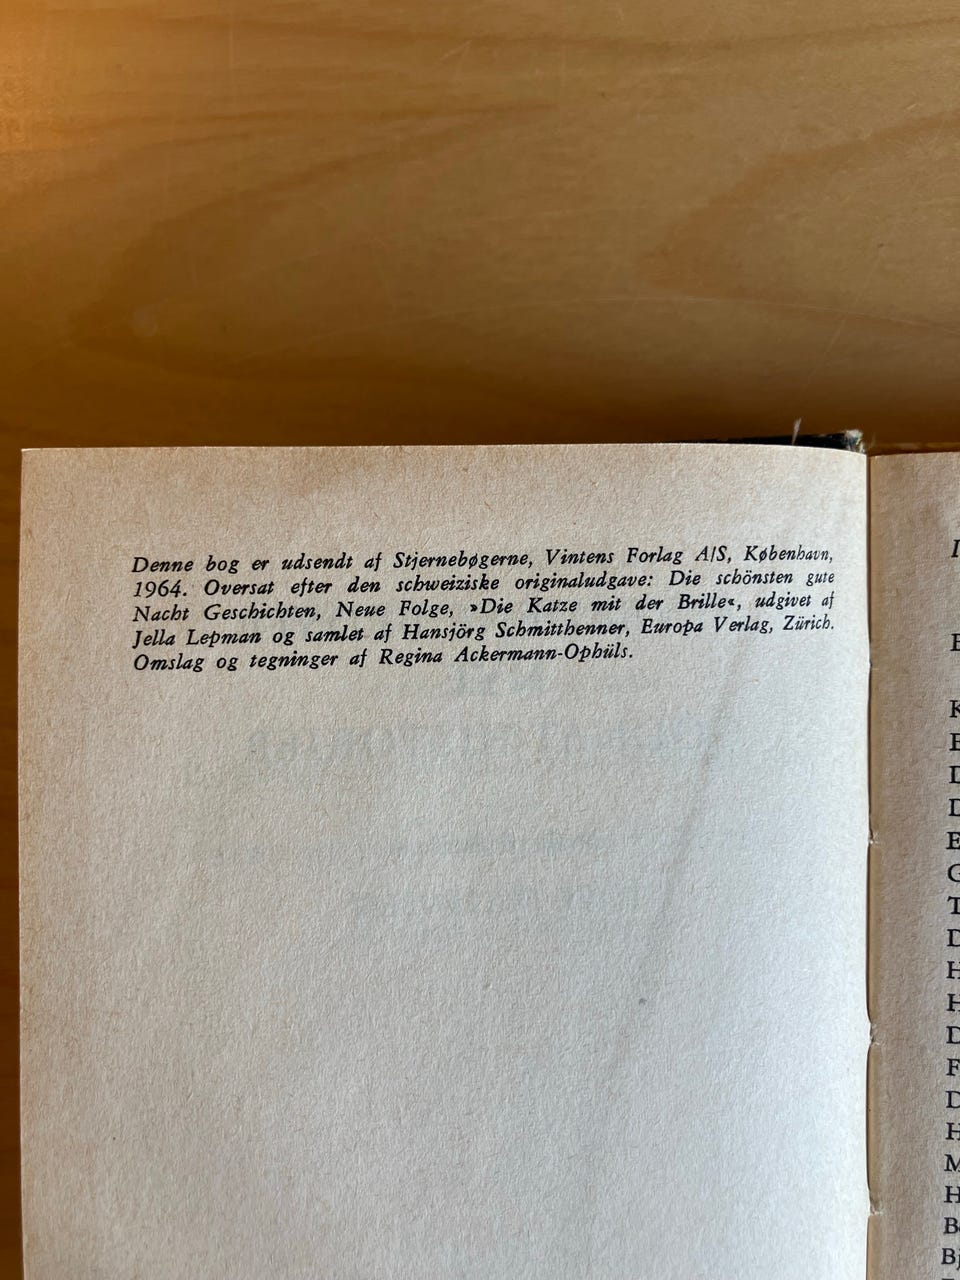 Denne bog er udsendt af Stjernebøgerne, Vintens Forlag A/S, København,
1964. Oversat efter den schweiziske originaludgave: Die schönsten gute
Nacht Geschichten, Neue Folge, »Die Katze mit der Brille«, udgivet af
Jella Lepman og samlet af Hansjörg Schmitthenner, Europa Verlag, Zürich.
Omslag og tegninger af Regina Ackermann-Ophüls.